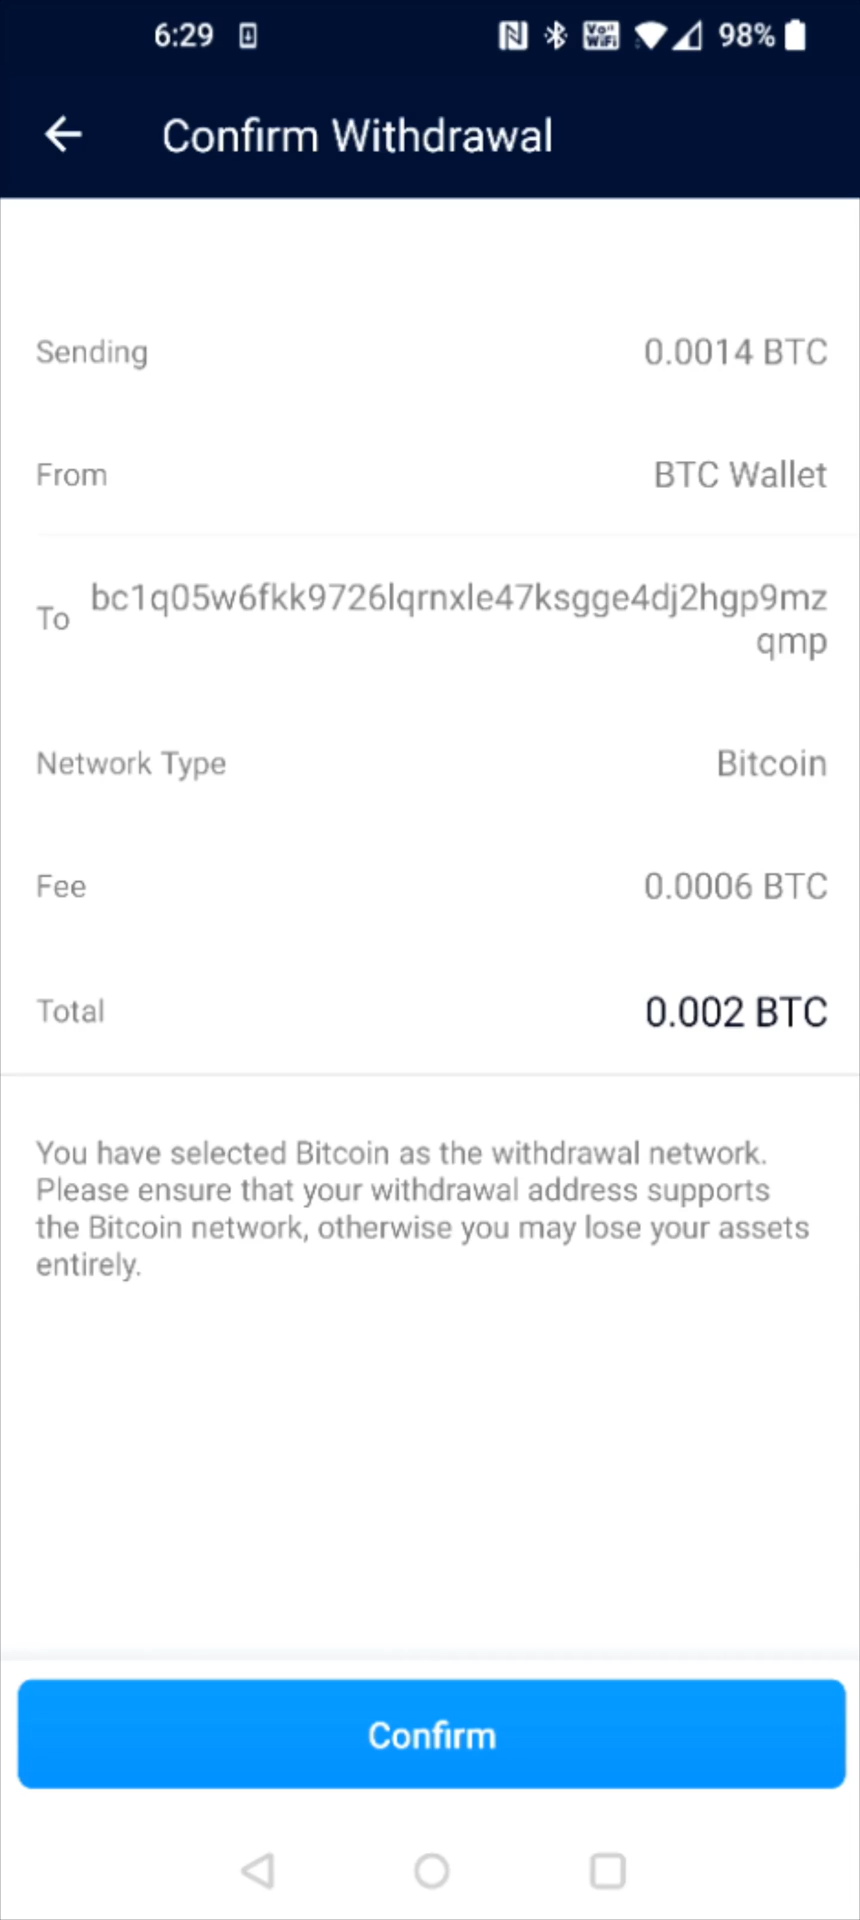 6:29
Vo))
WiFi
98%
Confirm Withdrawal
Sending 0.0014 BTC
From BTC Wallet
To bc1q05w6fkk9726lqrnxle47ksgge4dj2hgp9mz
qmp
Network Type Bitcoin
Fee 0.0006 BTC
Total 0.002 BTC
You have selected Bitcoin as the withdrawal network.
Please ensure that your withdrawal address supports
the Bitcoin network, otherwise you may lose your assets
entirely.
Confirm